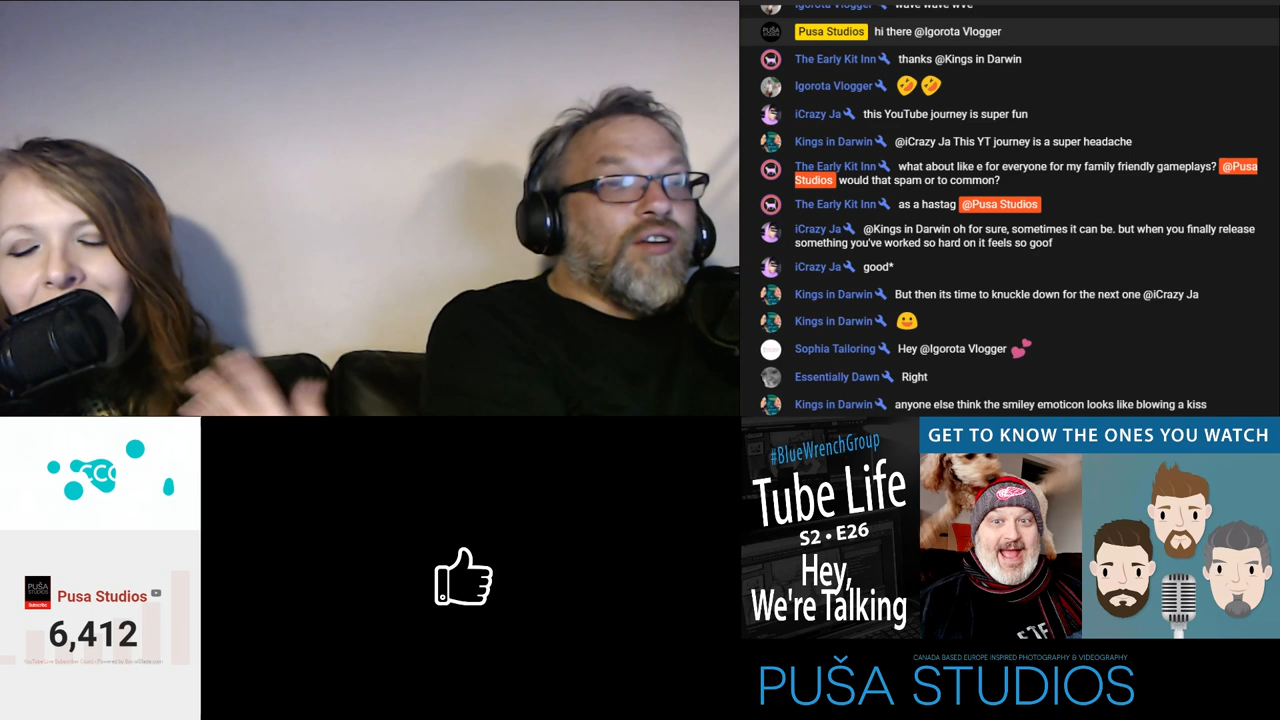 Igorota Vlogger wave wave wve
Pusa Studios hi there @Igorota Vlogger
The Early Kit Inn thanks @Kings in Darwin
Igorota Vlogger 🤣🤣
iCrazy Ja this YouTube journey is super fun
Kings in Darwin @iCrazy Ja This YT journey is a super headache
The Early Kit Inn what about like e for everyone for my family friendly gameplays? @Pusa
Studios would that spam or to common?
The Early Kit Inn as a hastag @Pusa Studios
iCrazy Ja @Kings in Darwin oh for sure, sometimes it can be. but when you finally release
something you've worked so hard on it feels so goof
iCrazy Ja good*
Kings in Darwin But then its time to knuckle down for the next one @iCrazy Ja
Kings in Darwin
Sophia Tailoring Hey @Igorota Vlogger 💕
Essentially Dawn Right
Kings in Darwin anyone else think the smiley emoticon looks like blowing a kiss
PUŠA
STUDIOS
Subscribe
Pusa Studios
6,412
#BlueWrenchGroup
Tube Life
S2 • E26
Hey,
We're Talking
GET TO KNOW THE ONES YOU WATCH
CANADA BASED EUROPE INSPIRED PHOTOGRAPHY & VIDEOGRAPHY
PUŠA STUDIOS